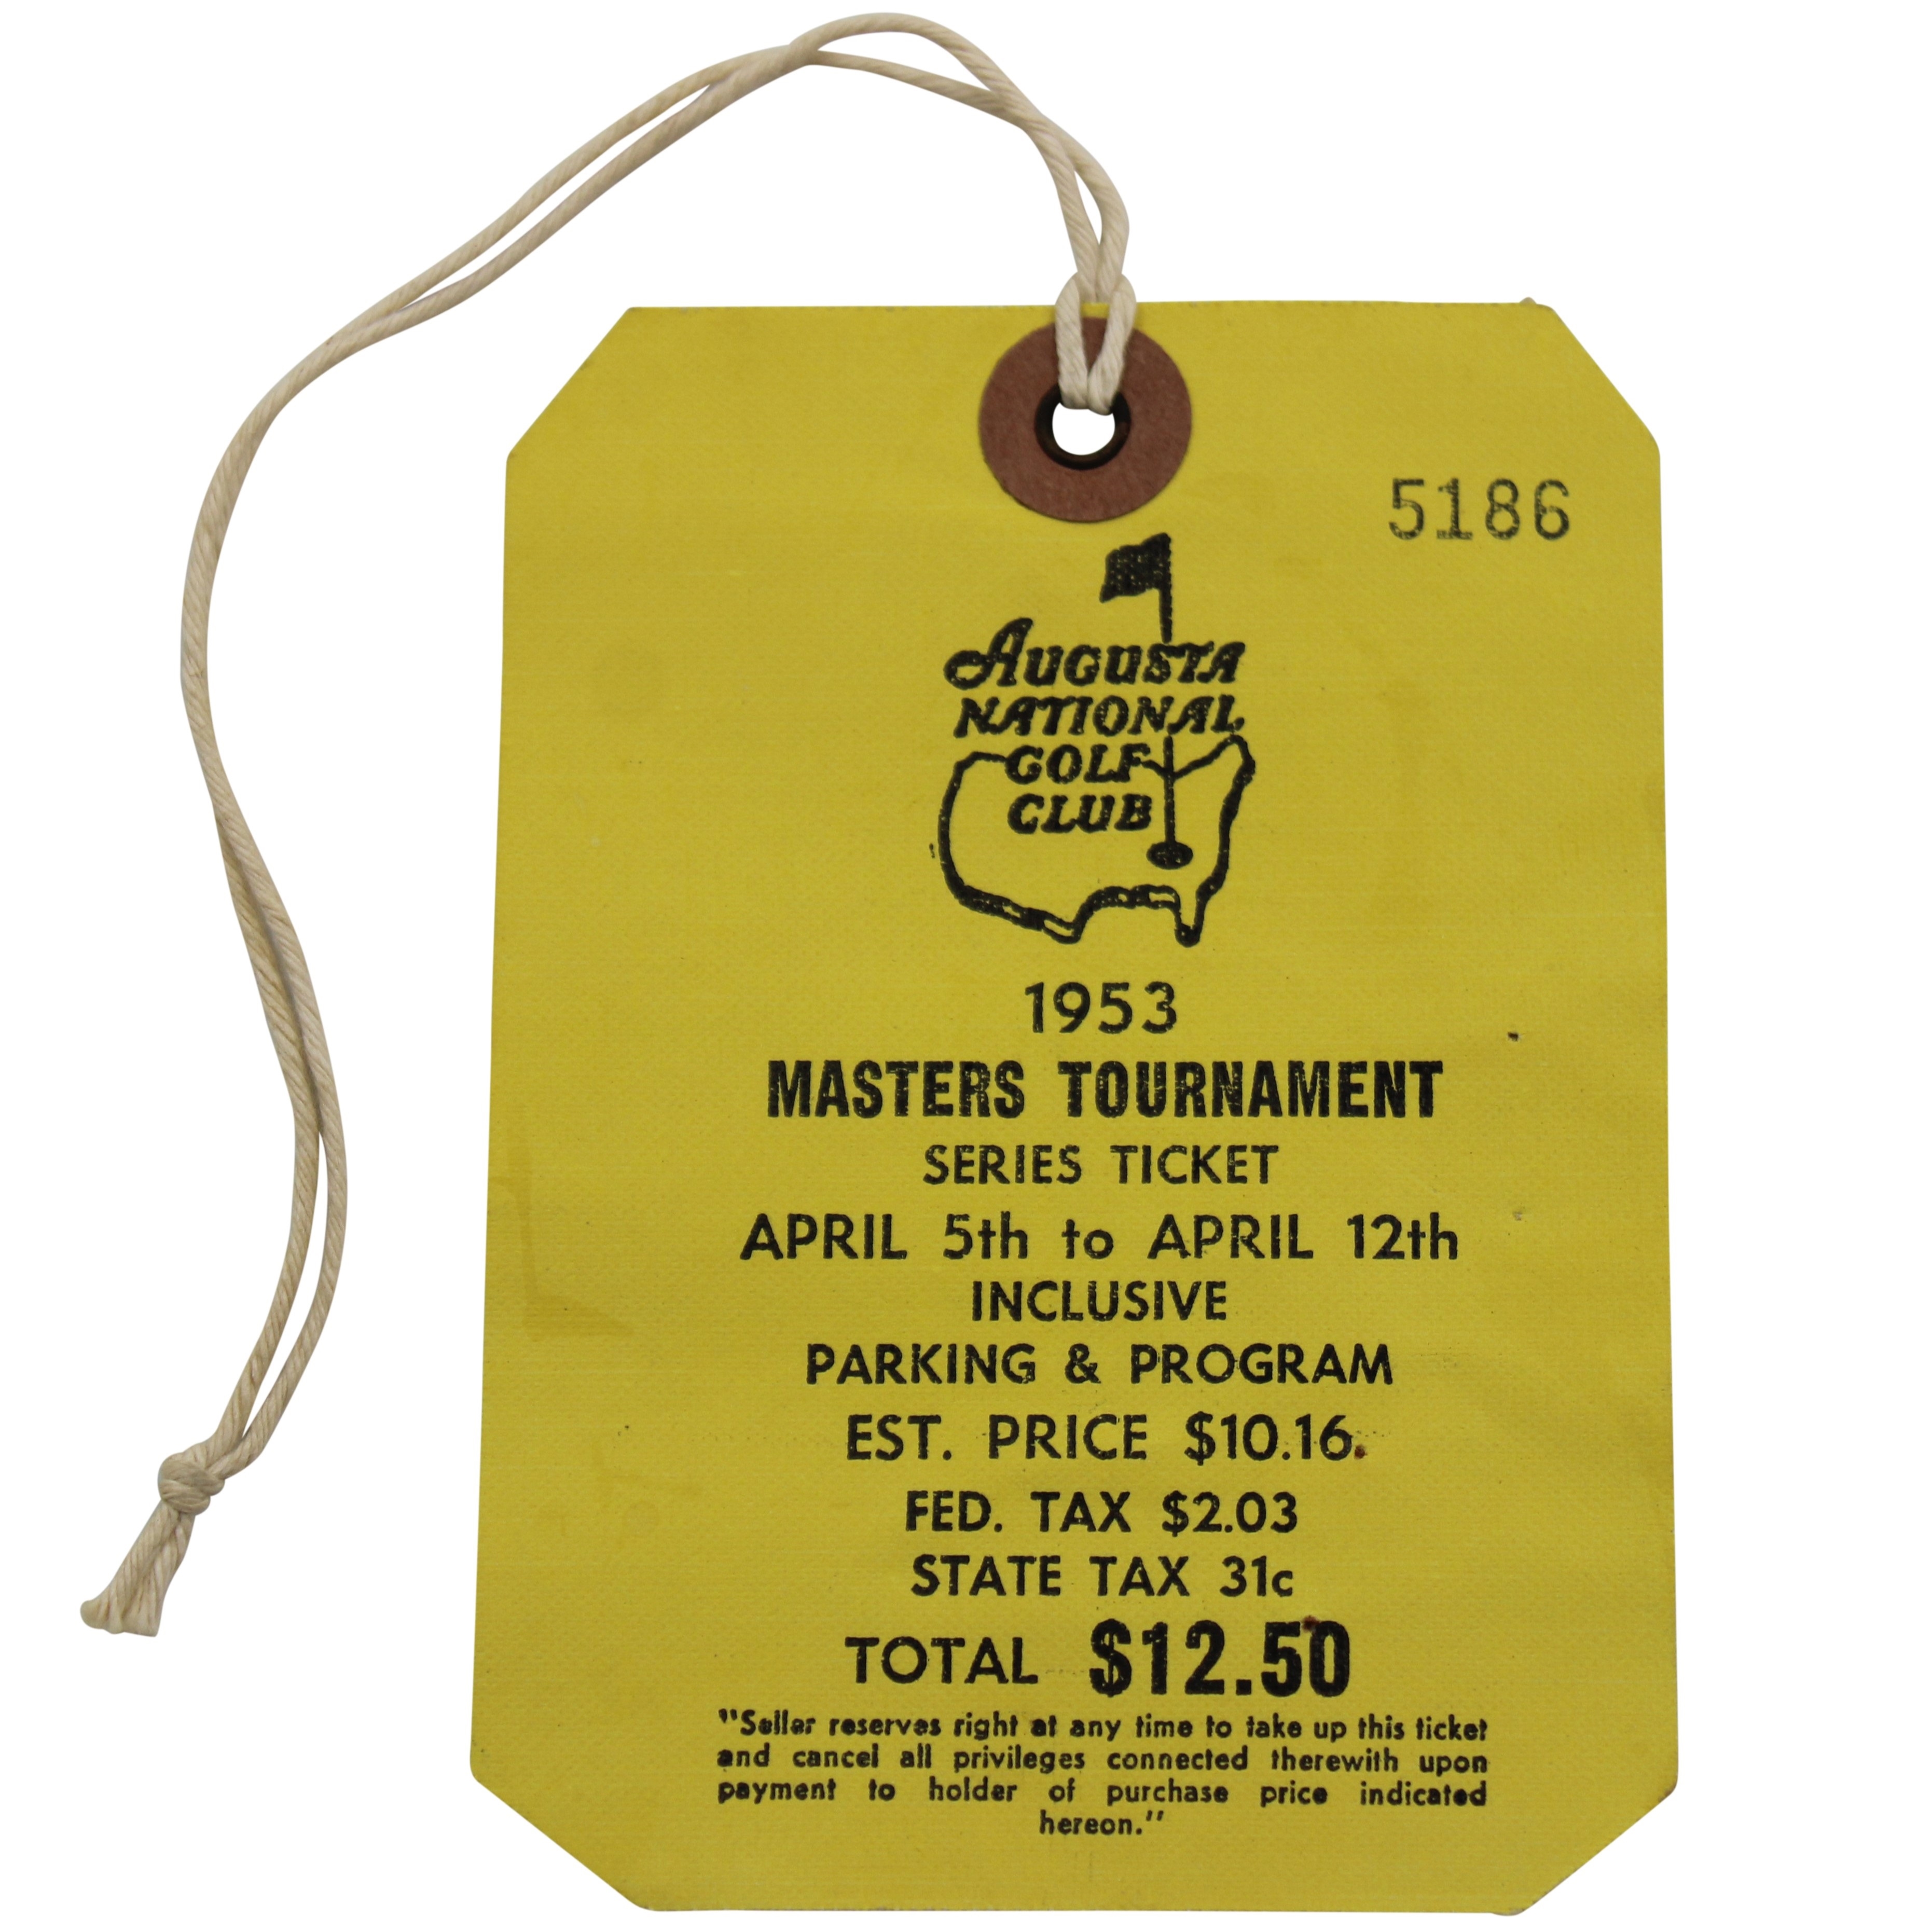 5186
Augusta
National
Golf
Club
1953
MASTERS TOURNAMENT
SERIES TICKET
APRIL 5th to APRIL 12th
INCLUSIVE
PARKING & PROGRAM
EST. PRICE $10.16
FED. TAX $2.03
STATE TAX 31c
TOTAL $12.50
"Seller reserves right at any time to take up this ticket
and cancel all privileges connected therewith upon
payment to holder of purchase price indicated
hereon."